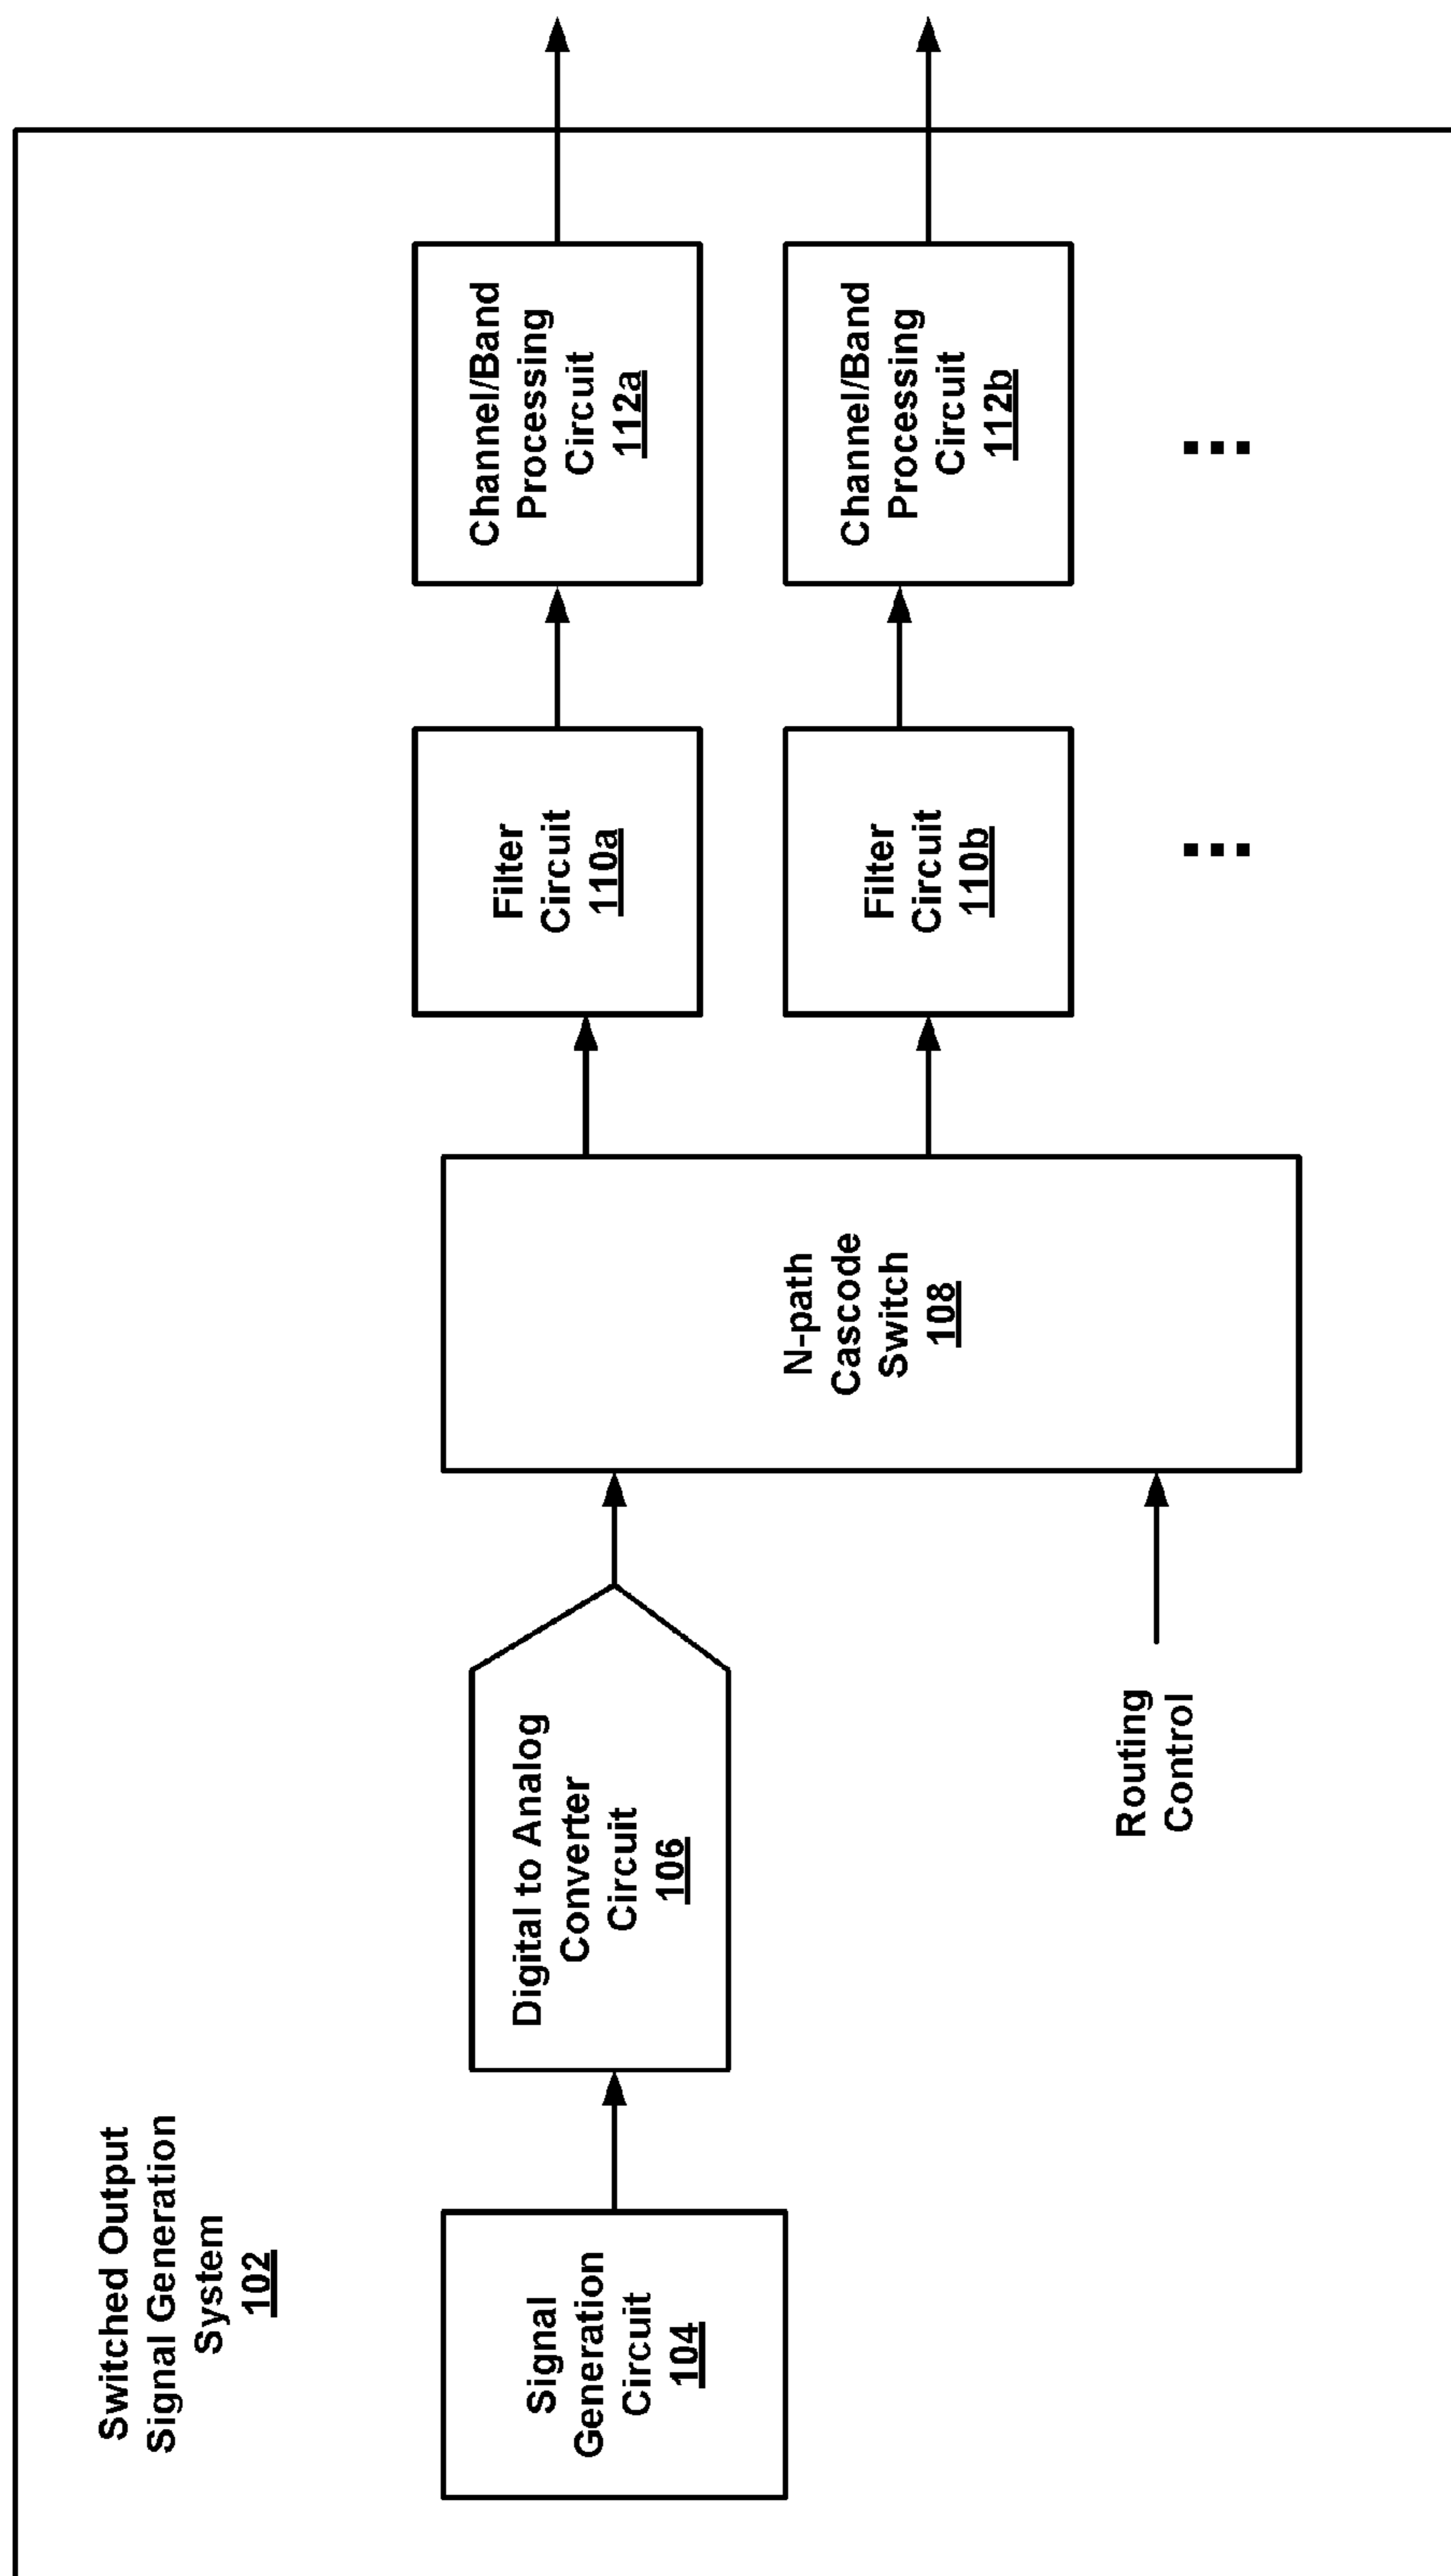 Switched Output
Signal Generation
System
102
Signal
Generation
Circuit
104
Digital to Analog
Converter
Circuit
106
Routing
Control
N-path
Cascode
Switch
108
Filter
Circuit
110a
Channel/Band
Processing
Circuit
112a
Filter
Circuit
110b
Channel/Band
Processing
Circuit
112b